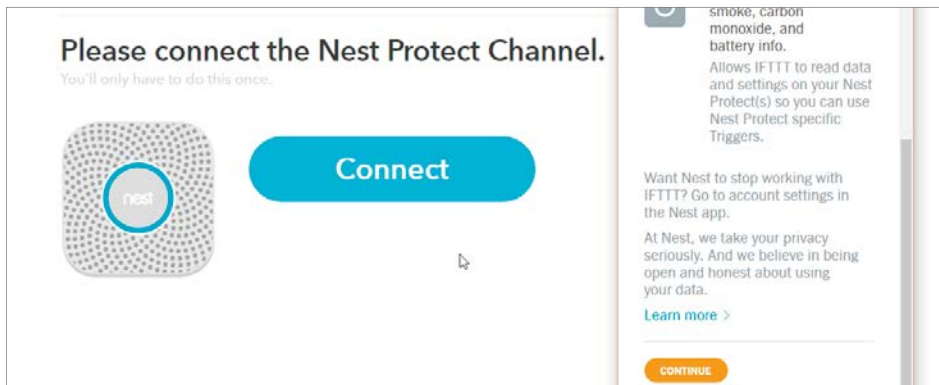 Please connect the Nest Protect Channel.
You'll only have to do this once.
nest
Connect
smoke, carbon
monoxide, and
battery info.
Allows IFTTT to read data
and settings on your Nest
Protect(s) so you can use
Nest Protect specific
Triggers.
Want Nest to stop working with
IFTTT? Go to account settings in
the Nest app.
At Nest, we take your privacy
seriously. And we believe in being
open and honest about using
your data.
Learn more >
CONTINUE